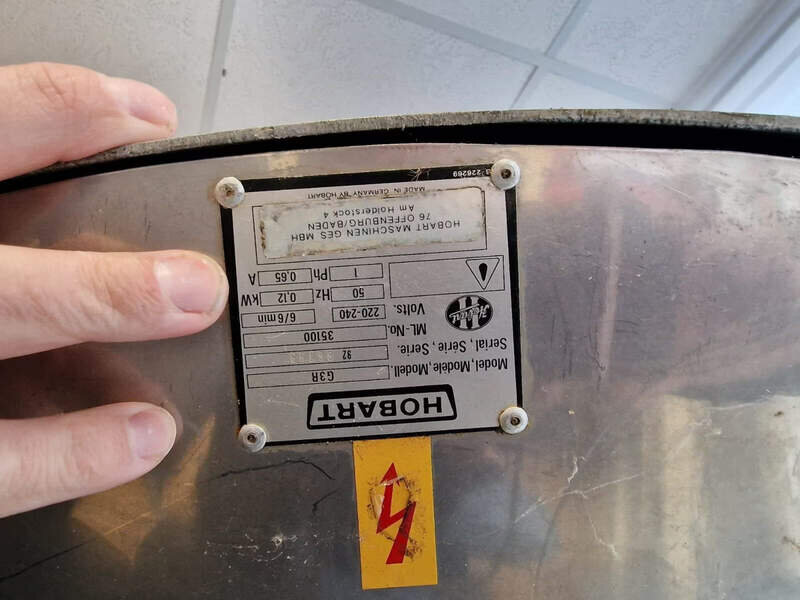 HOBART
Model, Modèle, Modell. G3R
Serial, Série, Serie. 92
ML-No. 35100
Volts. 220-240 6/6min
50 Hz 0,12 kW
1 Ph 0,65 A
HOBART MASCHINEN GES MBH
76 OFFENBURG/BADEN
Am Holderstock 4
MADE IN GERMANY BY HOBART
226269